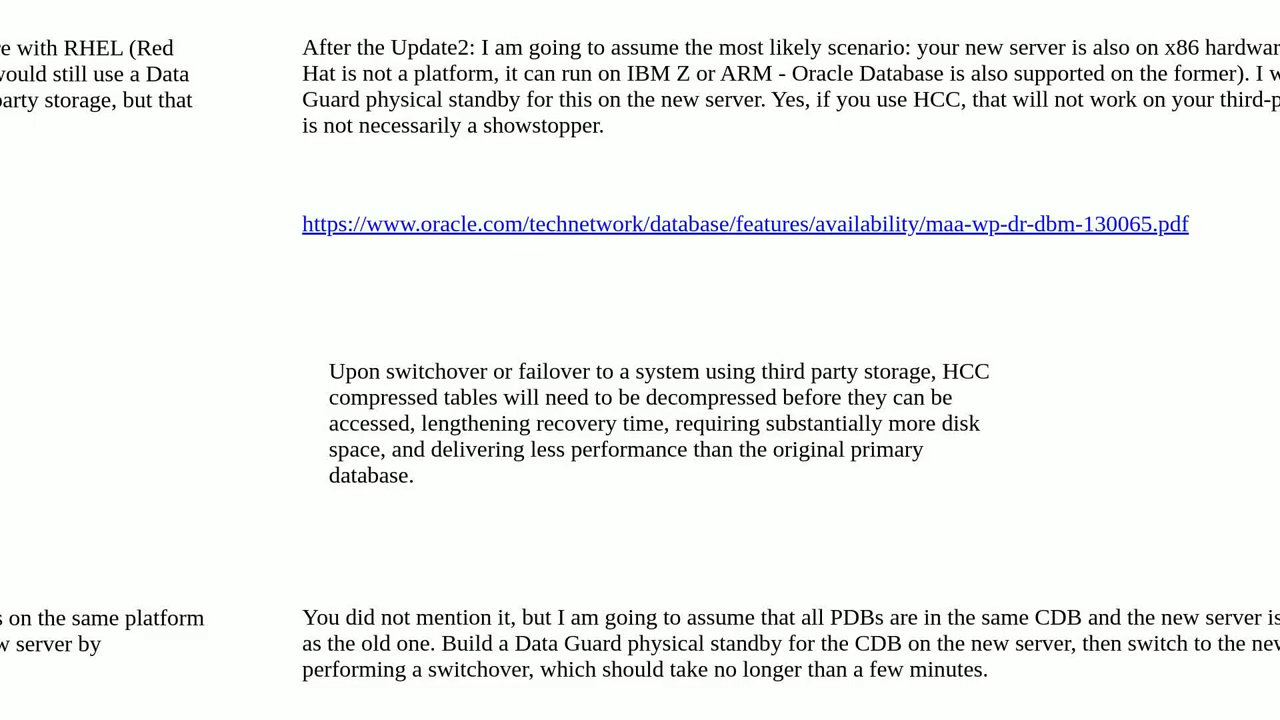 re with RHEL (Red
would still use a Data
party storage, but that
After the Update2: I am going to assume the most likely scenario: your new server is also on x86 hardwar
Hat is not a platform, it can run on IBM Z or ARM - Oracle Database is also supported on the former). I w
Guard physical standby for this on the new server. Yes, if you use HCC, that will not work on your third-p
is not necessarily a showstopper.
https://www.oracle.com/technetwork/database/features/availability/maa-wp-dr-dbm-130065.pdf
Upon switchover or failover to a system using third party storage, HCC
compressed tables will need to be decompressed before they can be
accessed, lengthening recovery time, requiring substantially more disk
space, and delivering less performance than the original primary
database.
s on the same platform
w server by
You did not mention it, but I am going to assume that all PDBs are in the same CDB and the new server is
as the old one. Build a Data Guard physical standby for the CDB on the new server, then switch to the nev
performing a switchover, which should take no longer than a few minutes.